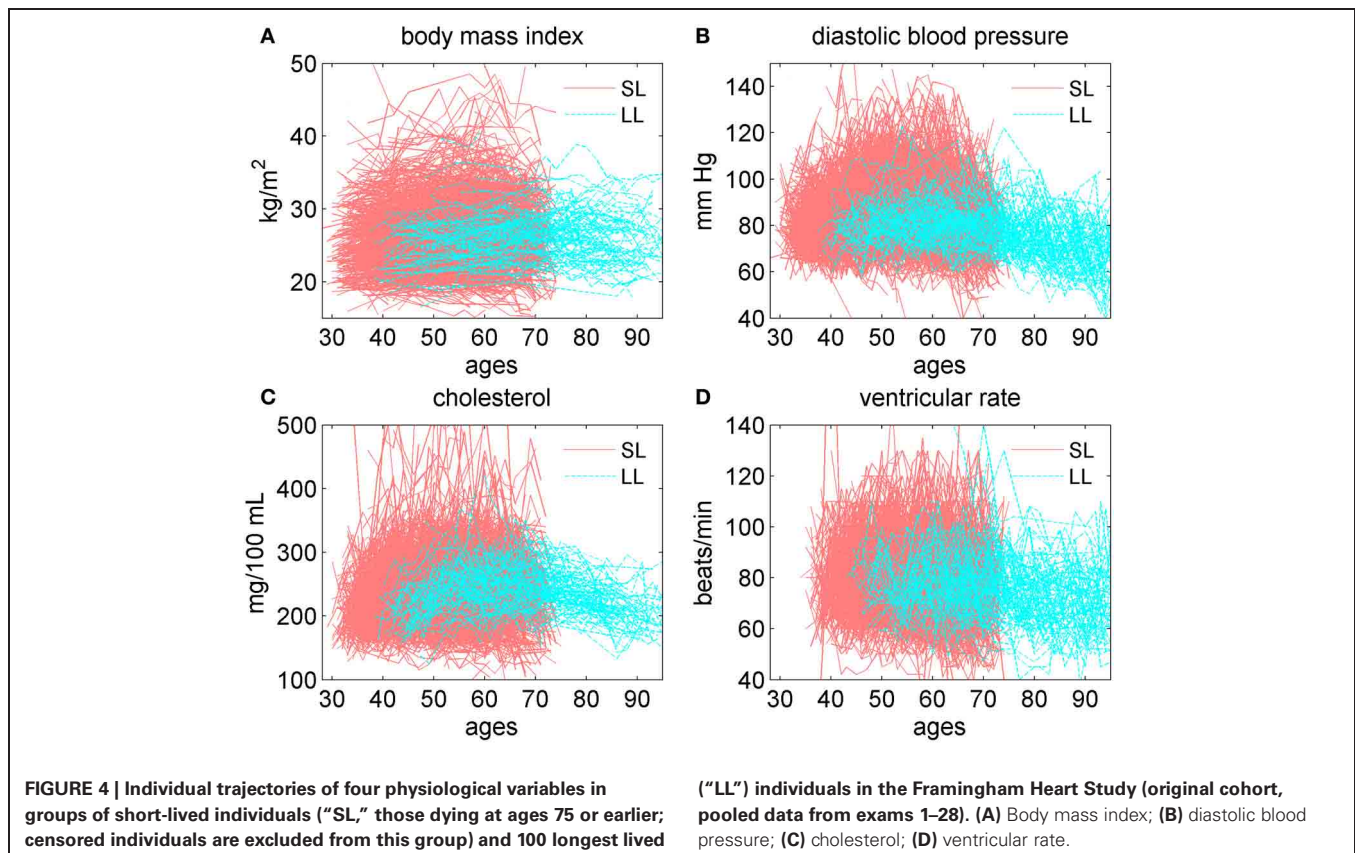 A body mass index
50
40
30
20
kg/m²
30 40 50 60 70 80 90
ages
SL
LL
B diastolic blood pressure
140
120
100
80
60
40
mm Hg
30 40 50 60 70 80 90
ages
SL
LL
C cholesterol
500
400
300
200
100
mg/100 mL
30 40 50 60 70 80 90
ages
SL
LL
D ventricular rate
140
120
100
80
60
40
beats/min
30 40 50 60 70 80 90
ages
SL
LL
FIGURE 4 | Individual trajectories of four physiological variables in
groups of short-lived individuals (“SL,” those dying at ages 75 or earlier;
censored individuals are excluded from this group) and 100 longest lived
(“LL”) individuals in the Framingham Heart Study (original cohort,
pooled data from exams 1–28). (A) Body mass index; (B) diastolic blood
pressure; (C) cholesterol; (D) ventricular rate.